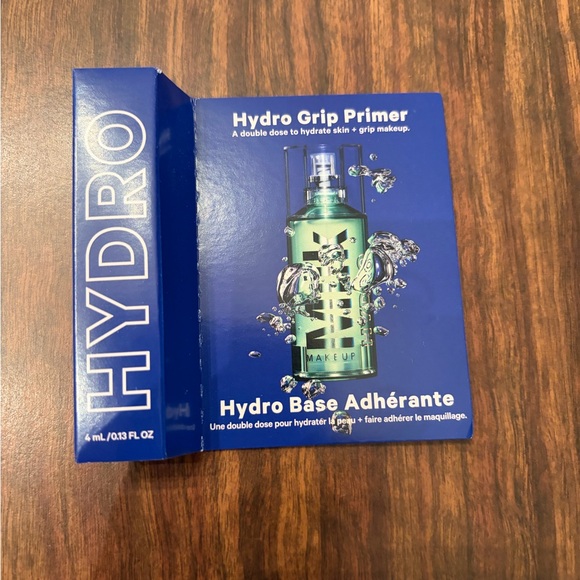 HYDRO
4 mL/0.13 FL OZ
Hydro Grip Primer
A double dose to hydrate skin + grip makeup.
MILK
MAKEUP
Hydro Base Adhérante
Une double dose pour hydratér la peau + faire adhérer le maquillage.